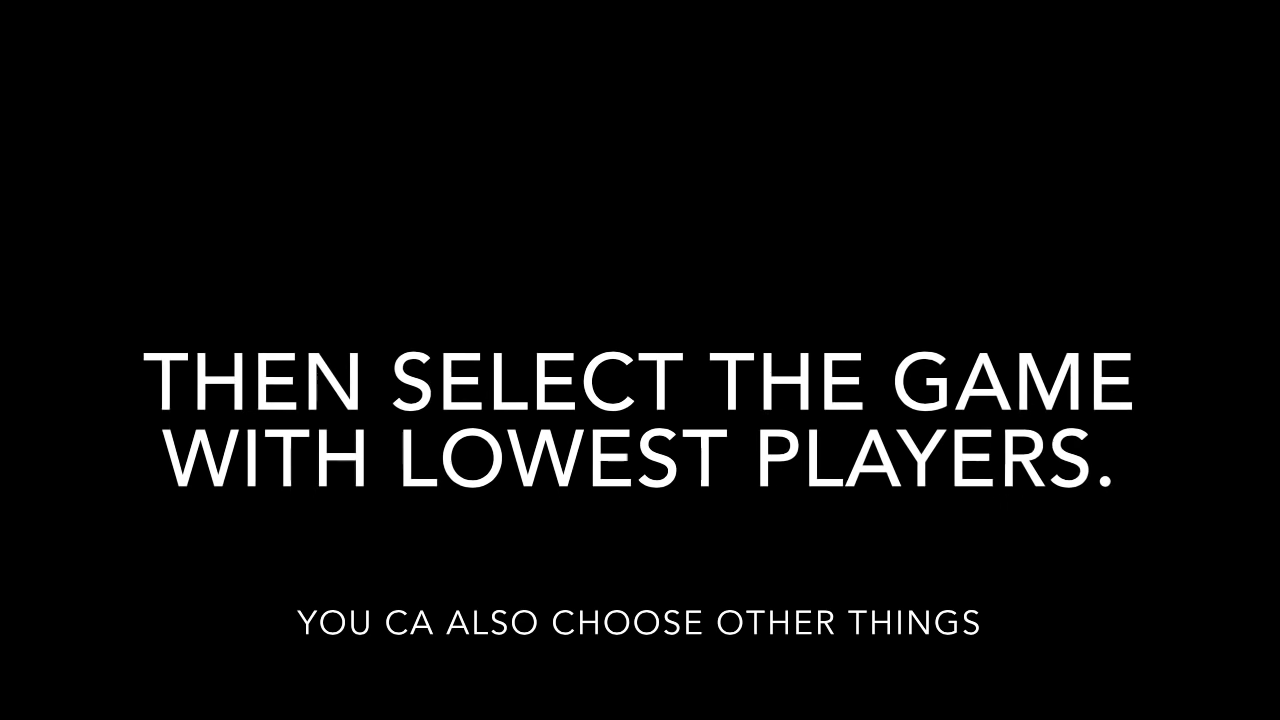 THEN SELECT THE GAME
WITH LOWEST PLAYERS.
YOU CA ALSO CHOOSE OTHER THINGS